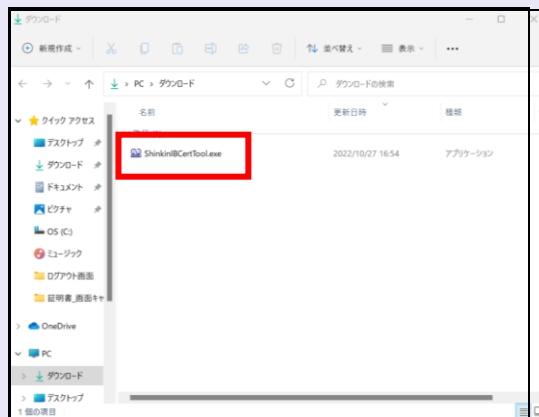 ダウンロード
新規作成
並べ替え
表示
PC › ダウンロード
ダウンロードの検索
名前
更新日時
種類
クイック アクセス
デスクトップ
ShinkinIBCertTool.exe
2022/10/27 16:54
アプリケーション
ダウンロード
ドキュメント
ピクチャ
OS (C:)
ミュージック
ログアウト画面
証明書_画面キャ
OneDrive
PC
ダウンロード
デスクトップ
1 個の項目